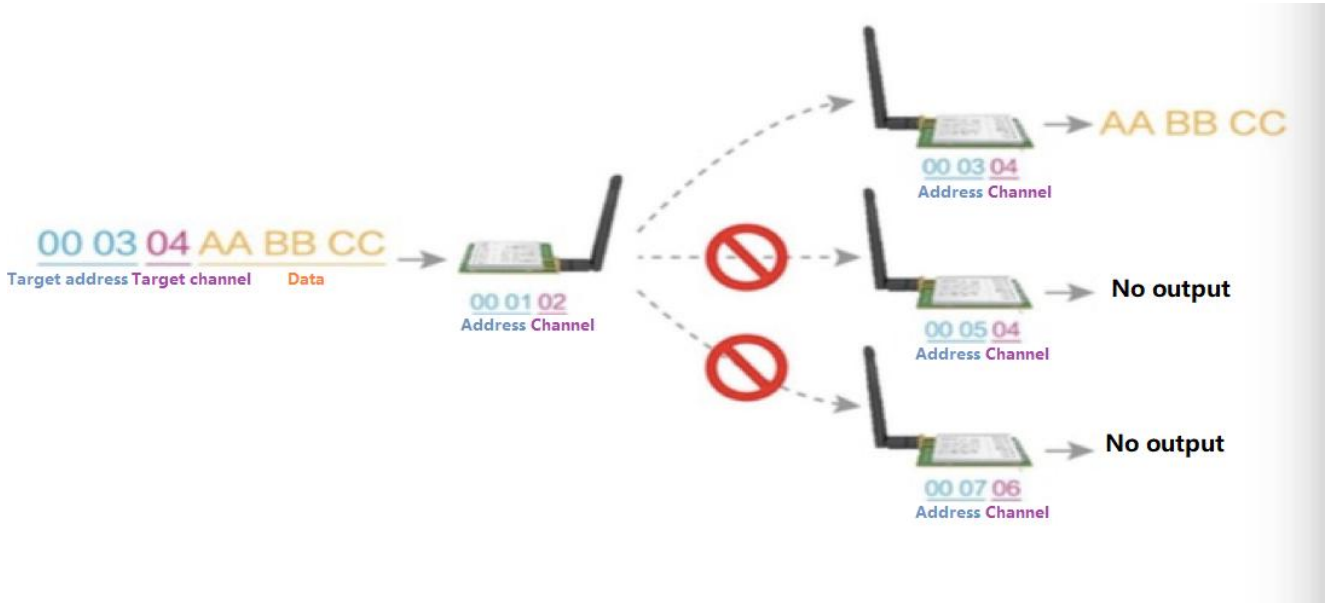 00 03 04 AA BB CC
Target address Target channel Data
00 01 02
Address Channel
AA BB CC
00 03 04
Address Channel
No output
00 05 04
Address Channel
No output
00 07 06
Address Channel